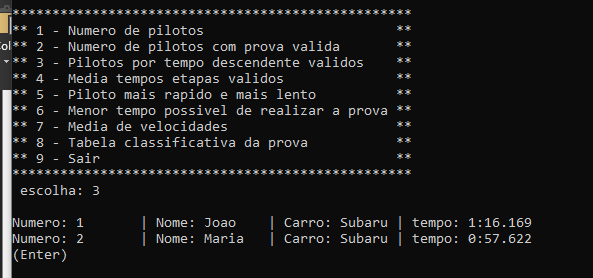 **************************************************
** 1 - Numero de pilotos                        **
** 2 - Numero de pilotos com prova valida       **
** 3 - Pilotos por tempo descendente validos    **
** 4 - Media tempos etapas validos              **
** 5 - Piloto mais rapido e mais lento          **
** 6 - Menor tempo possivel de realizar a prova **
** 7 - Media de velocidades                     **
** 8 - Tabela classificativa da prova           **
** 9 - Sair                                     **
**************************************************
 escolha: 3
Numero: 1       | Nome: Joao    | Carro: Subaru | tempo: 1:16.169
Numero: 2       | Nome: Maria   | Carro: Subaru | tempo: 0:57.622
(Enter)